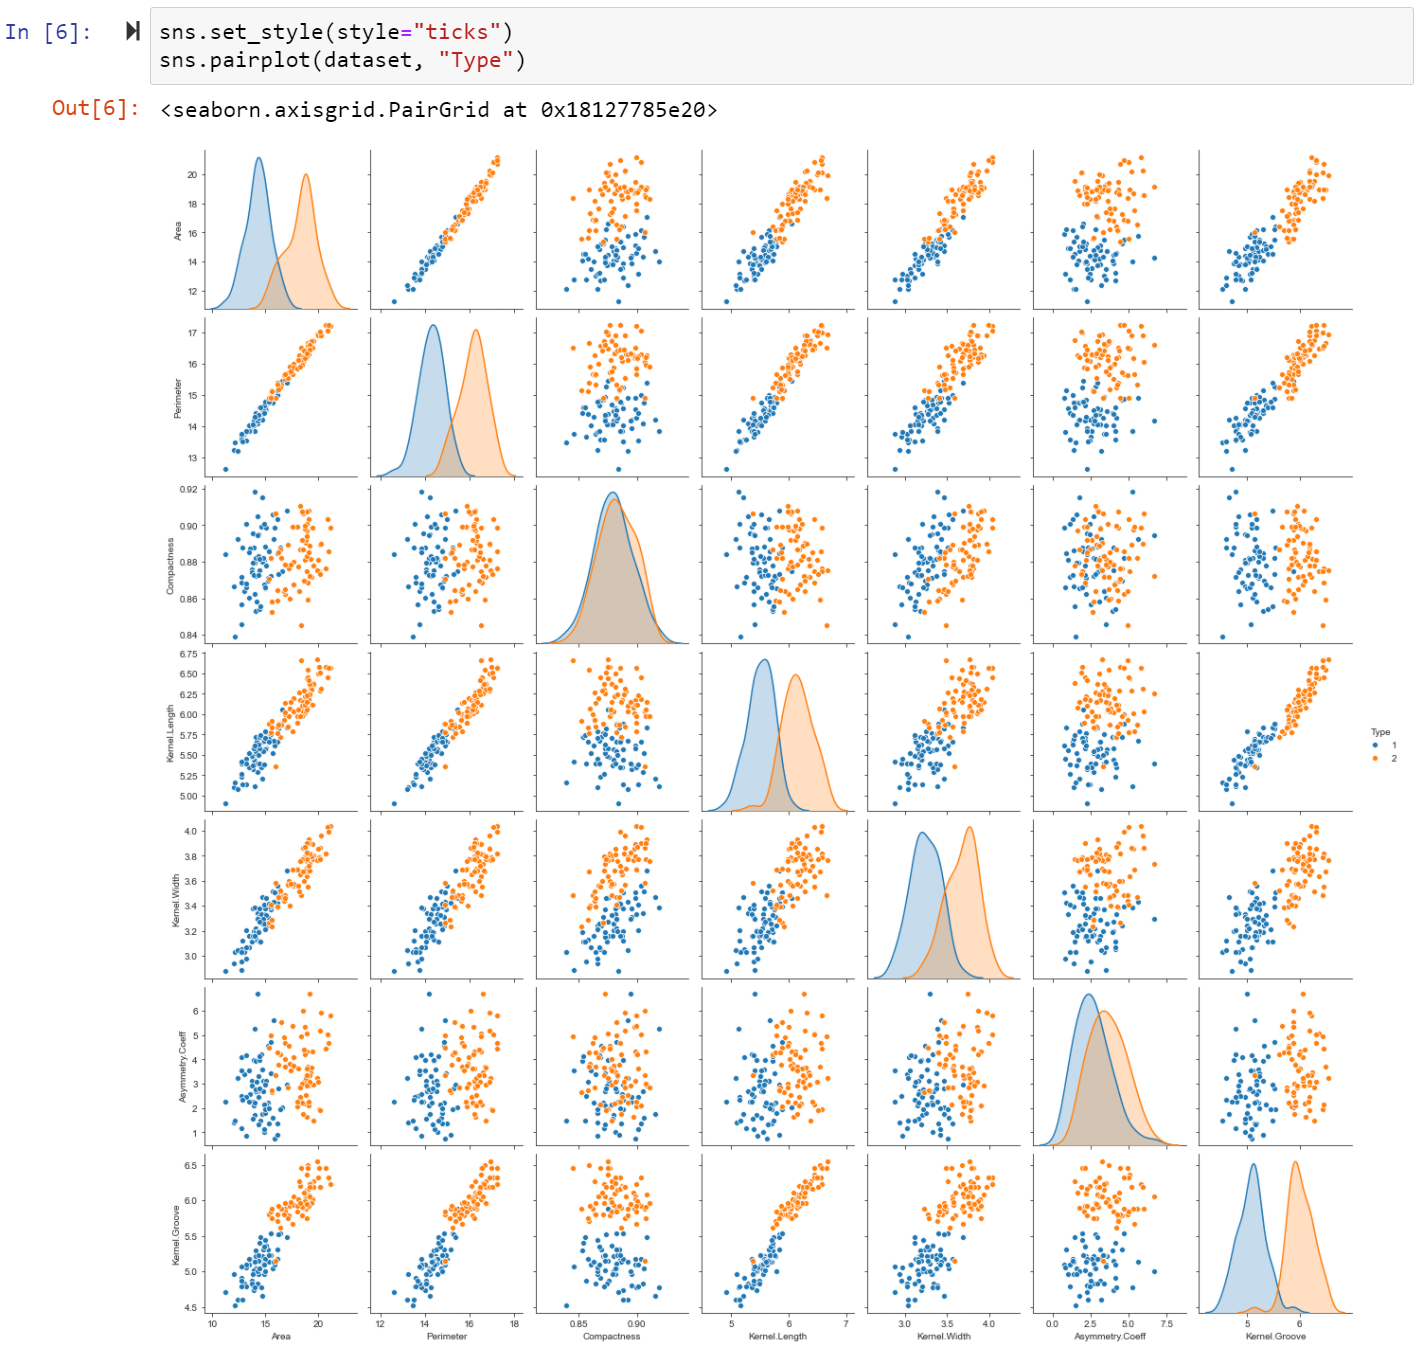 In [6]:
sns.set_style(style="ticks")
sns.pairplot(dataset, "Type")
Out[6]:
<seaborn.axisgrid.PairGrid at 0x18127785e20>
20
18
16
14
12
Area
17
16
15
14
13
Perimeter
0.92
0.90
0.88
0.86
0.84
Compactness
6.75
6.50
6.25
6.00
5.75
5.50
5.25
5.00
Kernel.Length
Type
1
2
4.0
3.8
3.6
3.4
3.2
3.0
Kernel.Width
6
5
4
3
2
1
Asymmetry.Coeff
6.5
6.0
5.5
5.0
4.5
Kernel.Groove
10 15 20
12 14 16 18
0.85 0.90
5 6 7
3.0 3.5 4.0
0.0 2.5 5.0 7.5
5 6
Area
Perimeter
Compactness
Kernel.Length
Kernel.Width
Asymmetry.Coeff
Kernel.Groove